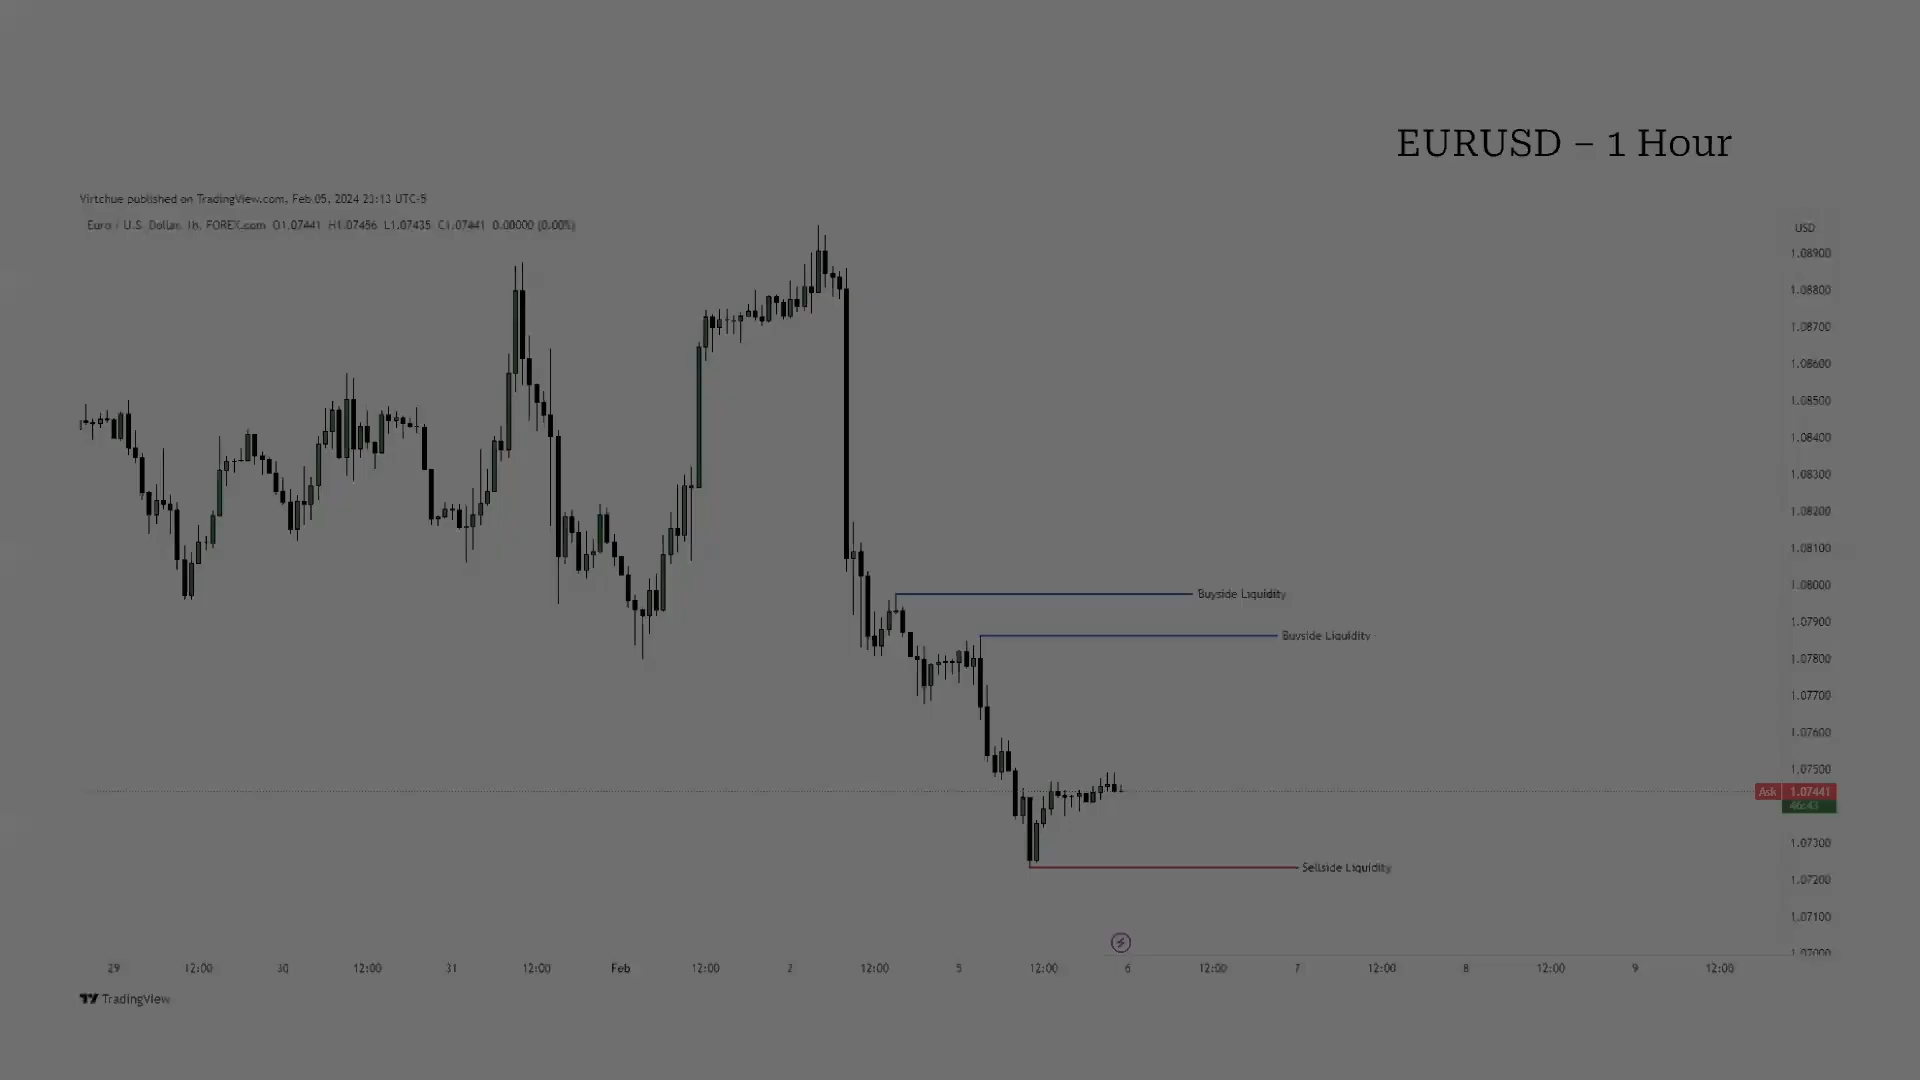 EURUSD – 1 Hour
Virtchue published on TradingView.com, Feb 05, 2024 23:13 UTC-5
Euro / U.S. Dollar, 1h, FOREX.com O1.07441 H1.07456 L1.07435 C1.07441 0.00000 (0.00%)
USD
1.08900
1.08800
1.08700
1.08600
1.08500
1.08400
1.08300
1.08200
1.08100
1.08000
Buyside Liquidity
1.07900
Buyside Liquidity
1.07800
1.07700
1.07600
1.07500
Ask 1.07441
46:43
1.07300
Sellside Liquidity
1.07200
1.07100
1.07000
29 12:00 30 12:00 31 12:00 Feb 12:00 2 12:00 5 12:00 6 12:00 7 12:00 8 12:00 9 12:00
TradingView